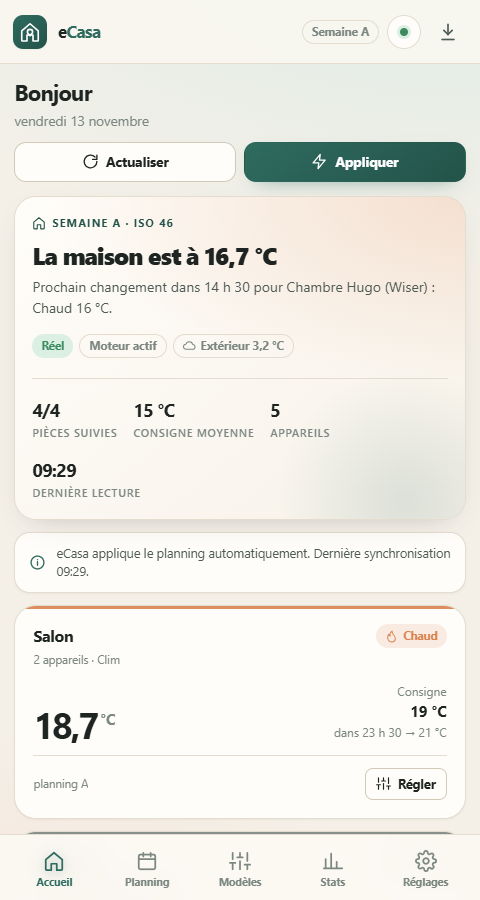 eCasa
Semaine A
Bonjour
vendredi 13 novembre
Actualiser
Appliquer
SEMAINE A · ISO 46
La maison est à 16,7 °C
Prochain changement dans 14 h 30 pour Chambre Hugo (Wiser) :
Chaud 16 °C.
Réel
Moteur actif
Extérieur 3,2 °C
4/4
PIÈCES SUIVIES
15 °C
CONSIGNE MOYENNE
5
APPAREILS
09:29
DERNIÈRE LECTURE
eCasa applique le planning automatiquement. Dernière synchronisation
09:29.
Salon
Chaud
2 appareils · Clim
18,7 °C
Consigne
19 °C
dans 23 h 30 → 21 °C
planning A
Régler
Accueil
Planning
Modèles
Stats
Réglages